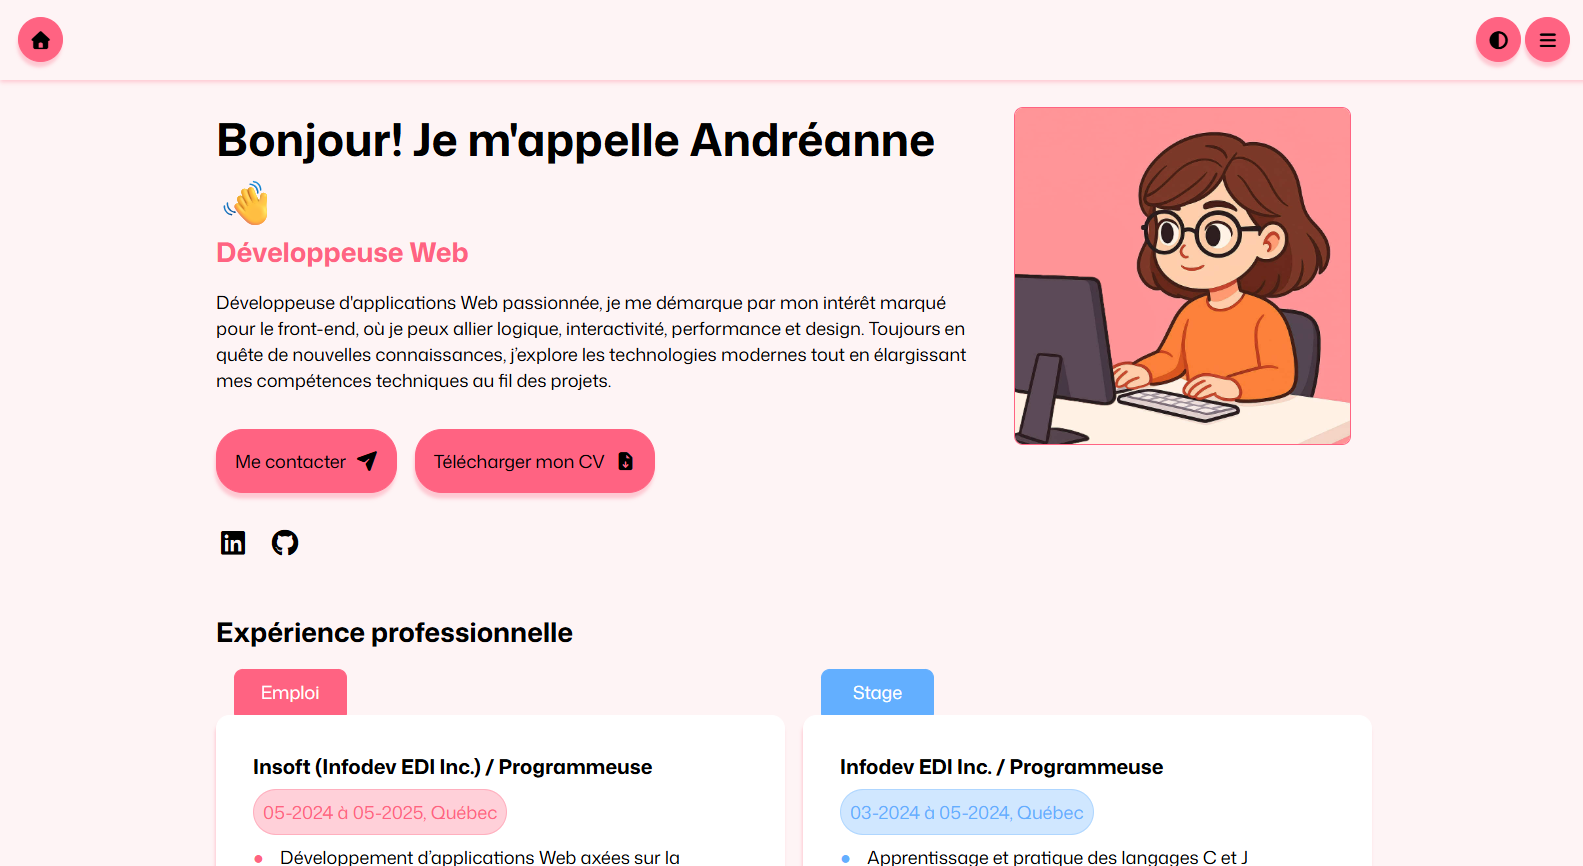 Bonjour! Je m'appelle Andréanne
Développeuse Web
Développeuse d'applications Web passionnée, je me démarque par mon intérêt marqué
pour le front-end, où je peux allier logique, interactivité, performance et design. Toujours en
quête de nouvelles connaissances, j’explore les technologies modernes tout en élargissant
mes compétences techniques au fil des projets.
Me contacter
Télécharger mon CV
in
Expérience professionnelle
Emploi
Insoft (Infodev EDI Inc.) / Programmeuse
05-2024 à 05-2025, Québec
Développement d’applications Web axées sur la
Stage
Infodev EDI Inc. / Programmeuse
03-2024 à 05-2024, Québec
Apprentissage et pratique des langages C et J